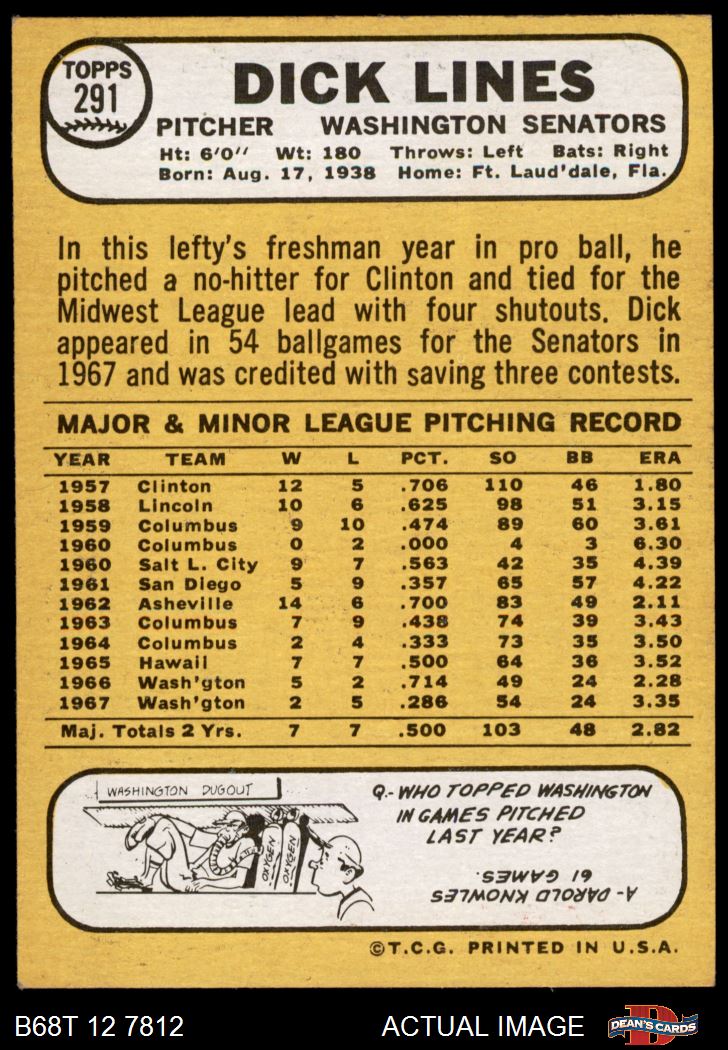 TOPPS
291
DICK LINES
PITCHER WASHINGTON SENATORS
Ht: 6'0" Wt: 180 Throws: Left Bats: Right
Born: Aug. 17, 1938 Home: Ft. Laud'dale, Fla.
In this lefty's freshman year in pro ball, he
pitched a no-hitter for Clinton and tied for the
Midwest League lead with four shutouts. Dick
appeared in 54 ballgames for the Senators in
1967 and was credited with saving three contests.
MAJOR & MINOR LEAGUE PITCHING RECORD
YEAR TEAM W L PCT. SO BB ERA
1957 Clinton 12 5 .706 110 46 1.80
1958 Lincoln 10 6 .625 98 51 3.15
1959 Columbus 9 10 .474 89 60 3.61
1960 Columbus 0 2 .000 4 3 6.30
1960 Salt L. City 9 7 .563 42 35 4.39
1961 San Diego 5 9 .357 65 57 4.22
1962 Asheville 14 6 .700 83 49 2.11
1963 Columbus 7 9 .438 74 39 3.43
1964 Columbus 2 4 .333 73 35 3.50
1965 Hawaii 7 7 .500 64 36 3.52
1966 Wash'gton 5 2 .714 49 24 2.28
1967 Wash'gton 2 5 .286 54 24 3.35
Maj. Totals 2 Yrs. 7 7 .500 103 48 2.82
WASHINGTON DUGOUT
OXYGEN
OXYGEN
Q.- WHO TOPPED WASHINGTON
IN GAMES PITCHED
LAST YEAR?
A- DAROLD KNOWLES
61 GAMES.
©T.C.G. PRINTED IN U.S.A.
B68T 12 7812
ACTUAL IMAGE
D
DEAN'S CARDS